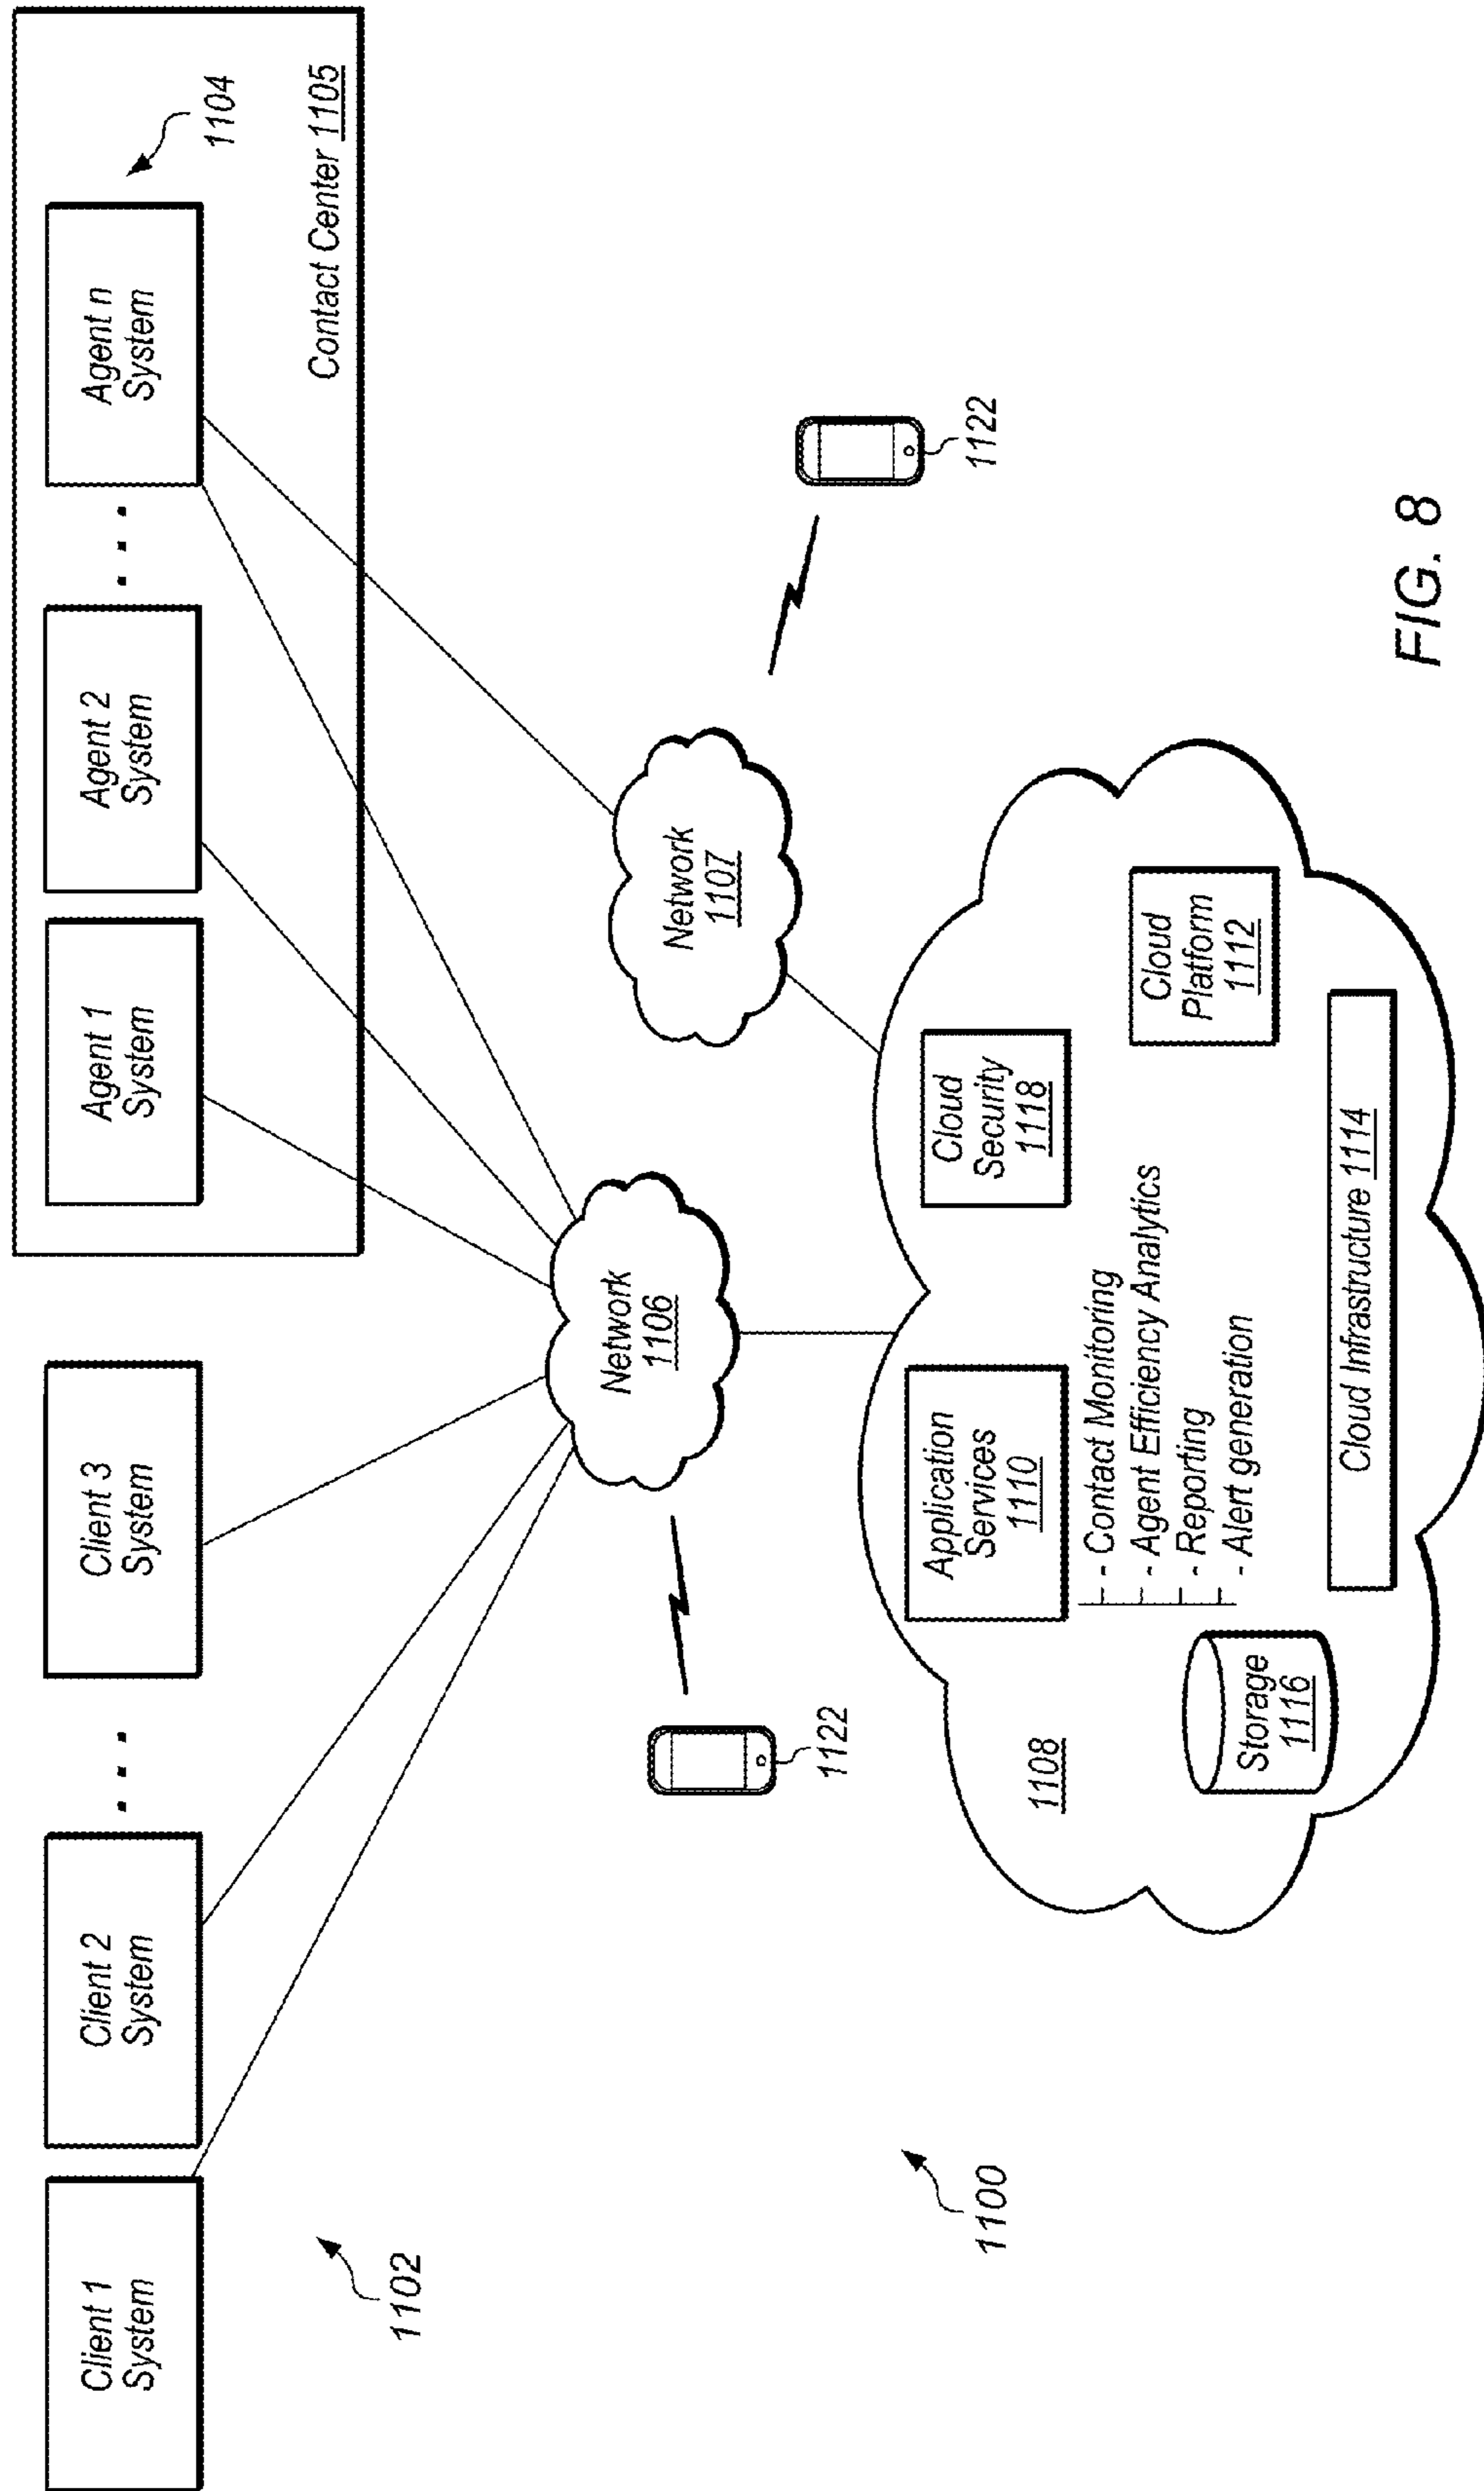 Client 1
System
Client 2
System
. . .
Client 3
System
Agent 1
System
Agent 2
System
. . .
Agent n
System
1104
Contact Center 1105
1102
Network
1106
Network
1107
1122
1122
1100
1108
Application
Services
1110
- Contact Monitoring
- Agent Efficiency Analytics
- Reporting
- Alert generation
Cloud
Security
1118
Cloud
Platform
1112
Storage
1116
Cloud Infrastructure 1114
FIG. 8